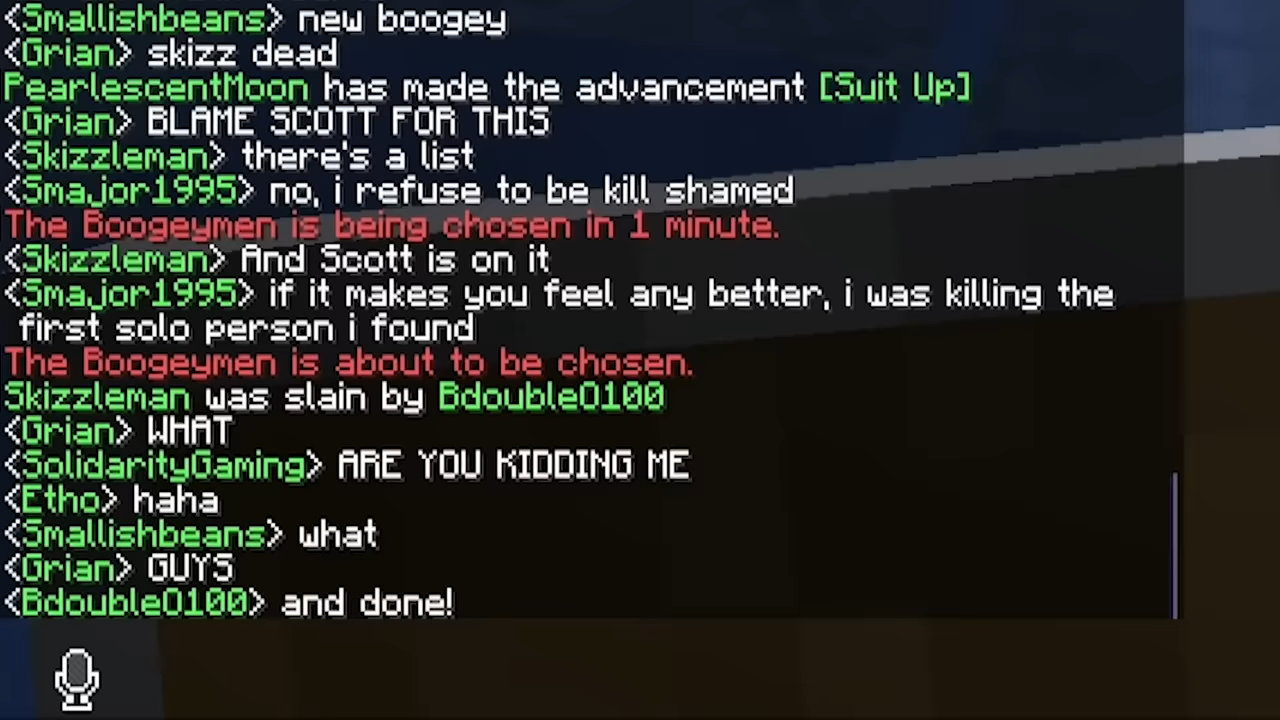 <Smallishbeans> new boogey
<Grian> skizz dead
PearlescentMoon has made the advancement [Suit Up]
<Grian> BLAME SCOTT FOR THIS
<Skizzleman> there's a list
<Smajor1995> no, i refuse to be kill shamed
The Boogeymen is being chosen in 1 minute.
<Skizzleman> And Scott is on it
<Smajor1995> if it makes you feel any better, i was killing the
first solo person i found
The Boogeymen is about to be chosen.
Skizzleman was slain by BdoubleO100
<Grian> WHAT
<SolidarityGaming> ARE YOU KIDDING ME
<Etho> haha
<Smallishbeans> what
<Grian> GUYS
<BdoubleO100> and done!